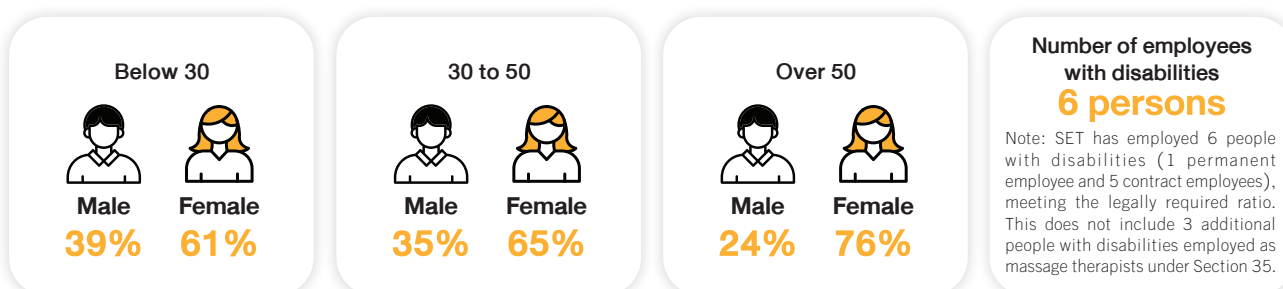 Below 30
Male Female
39% 61%
30 to 50
Male Female
35% 65%
Over 50
Male Female
24% 76%
Number of employees
with disabilities
6 persons
Note: SET has employed 6 people
with disabilities (1 permanent
employee and 5 contract employees),
meeting the legally required ratio.
This does not include 3 additional
people with disabilities employed as
massage therapists under Section 35.